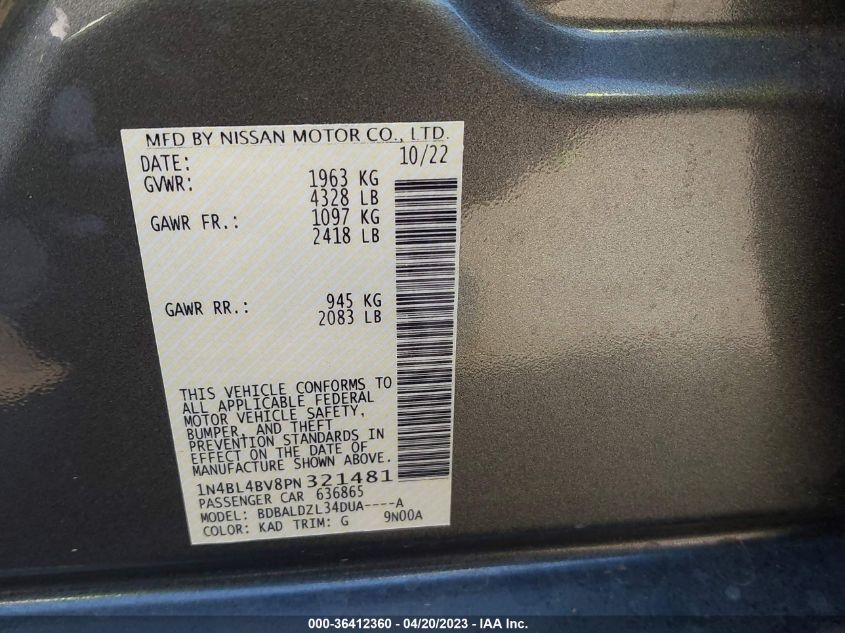 MFD BY NISSAN MOTOR CO., LTD.
DATE: 10/22
GVWR: 1963 KG
4328 LB
GAWR FR.: 1097 KG
2418 LB
GAWR RR.: 945 KG
2083 LB
THIS VEHICLE CONFORMS TO
ALL APPLICABLE FEDERAL
MOTOR VEHICLE SAFETY,
BUMPER, AND THEFT
PREVENTION STANDARDS IN
EFFECT ON THE DATE OF
MANUFACTURE SHOWN ABOVE.
1N4BL4BV8PN 321481
PASSENGER CAR 636865
MODEL: BDBALDZL34DUA----A
COLOR: KAD TRIM: G 9N00A
000-36412360 - 04/20/2023 - IAA Inc.